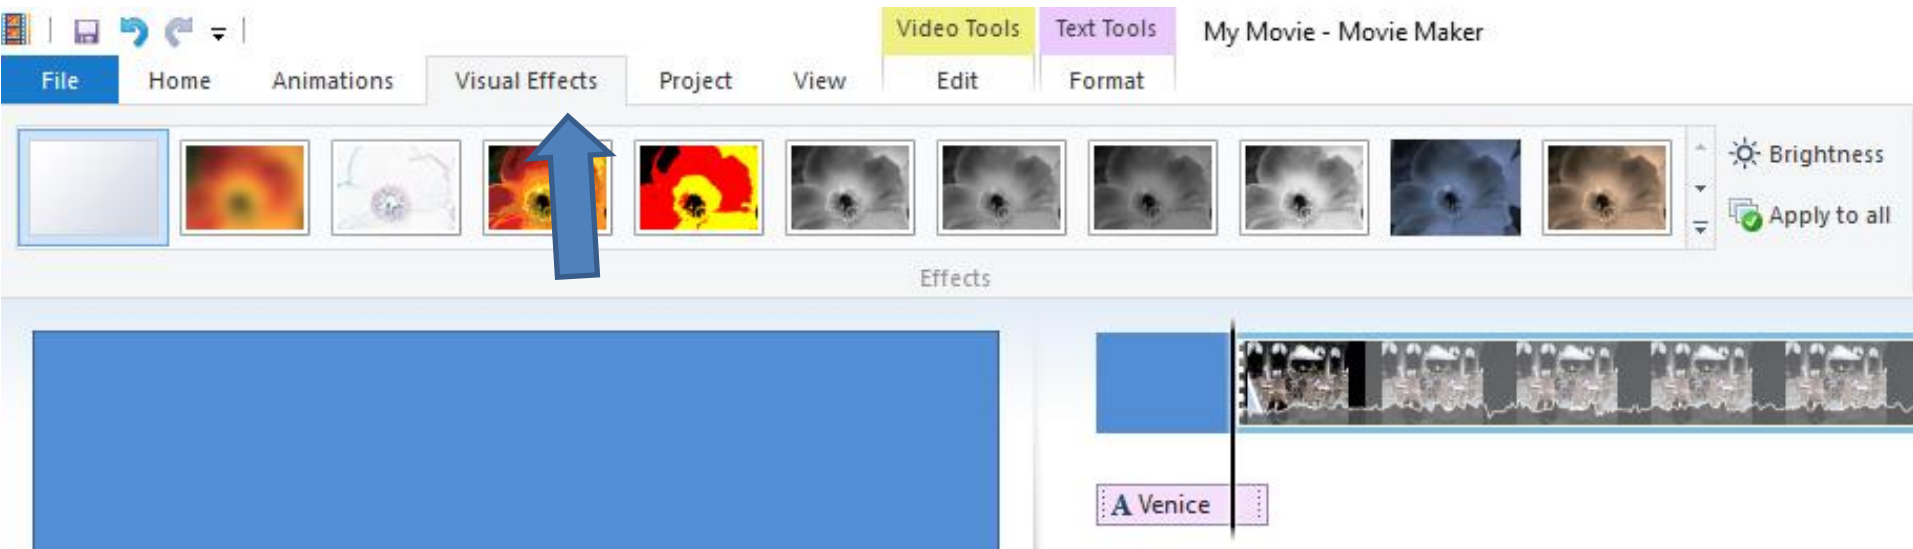 Video Tools Text Tools My Movie - Movie Maker
File Home Animations Visual Effects Project View Edit Format
Brightness
Apply to all
Effects
A Venice